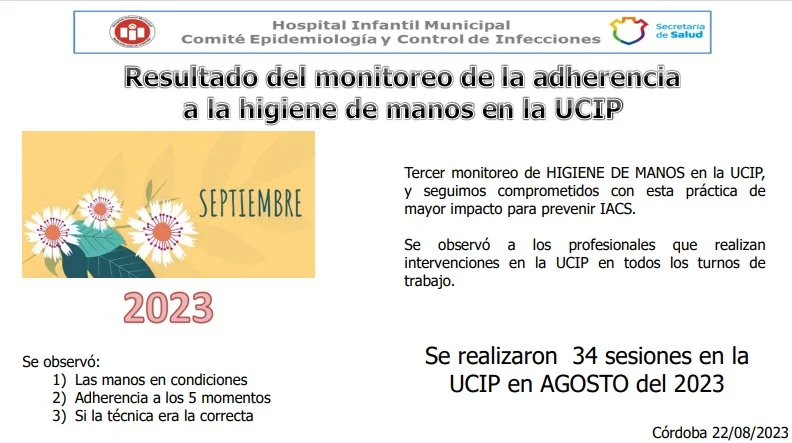 Hospital Infantil Municipal
Comité Epidemiología y Control de Infecciones
Secretaría
de Salud
Resultado del monitoreo de la adherencia
a la higiene de manos en la UCIP
SEPTIEMBRE
2023
Se observó:
1) Las manos en condiciones
2) Adherencia a los 5 momentos
3) Si la técnica era la correcta
Tercer monitoreo de HIGIENE DE MANOS en la UCIP,
y seguimos comprometidos con esta práctica de
mayor impacto para prevenir IACS.
Se observó a los profesionales que realizan
intervenciones en la UCIP en todos los turnos de
trabajo.
Se realizaron 34 sesiones en la
UCIP en AGOSTO del 2023
Córdoba 22/08/2023